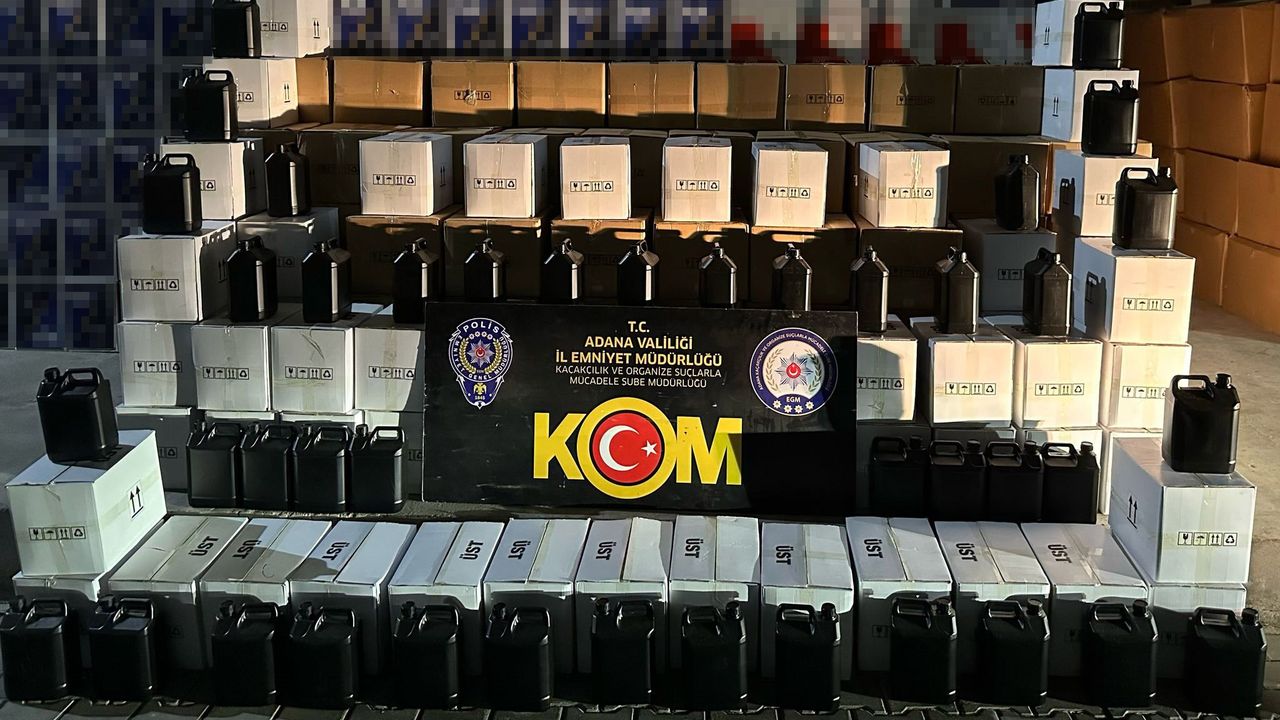 T.C.
ADANA VALİLİĞİ
İL EMNİYET MÜDÜRLÜĞÜ
KAÇAKÇILIK VE ORGANİZE SUÇLARLA
MÜCADELE ŞUBE MÜDÜRLÜĞÜ
POLİS
1845
EGM
KOM
ÜST
ÜST
ÜST
ÜST
ÜST
ÜST
ÜST
ÜST
ÜST
ÜST
ÜST